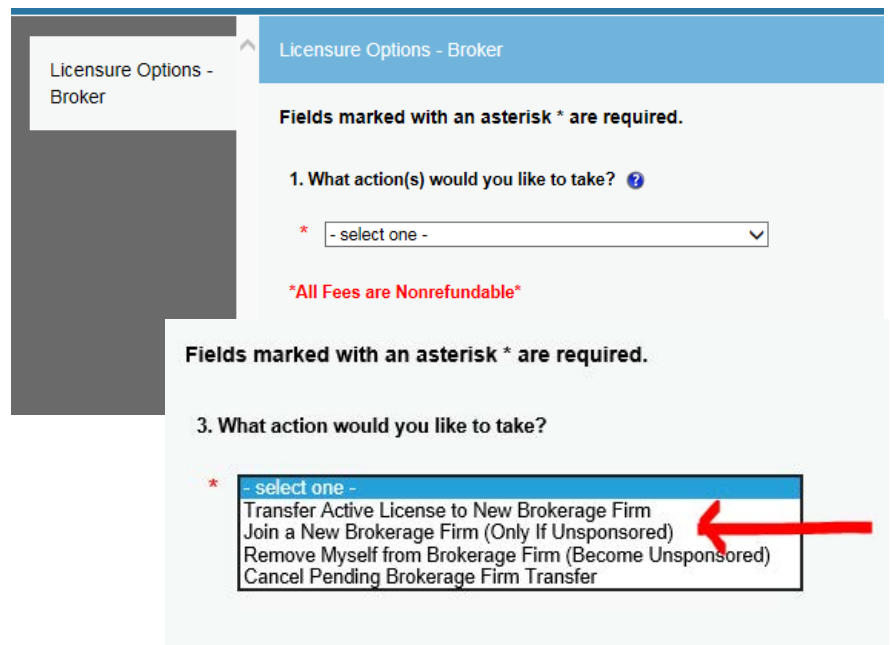 Licensure Options -
Broker
Licensure Options - Broker
Fields marked with an asterisk * are required.
1. What action(s) would you like to take? ?
* - select one -
*All Fees are Nonrefundable*
Fields marked with an asterisk * are required.
3. What action would you like to take?
* - select one -
Transfer Active License to New Brokerage Firm
Join a New Brokerage Firm (Only If Unsponsored)
Remove Myself from Brokerage Firm (Become Unsponsored)
Cancel Pending Brokerage Firm Transfer